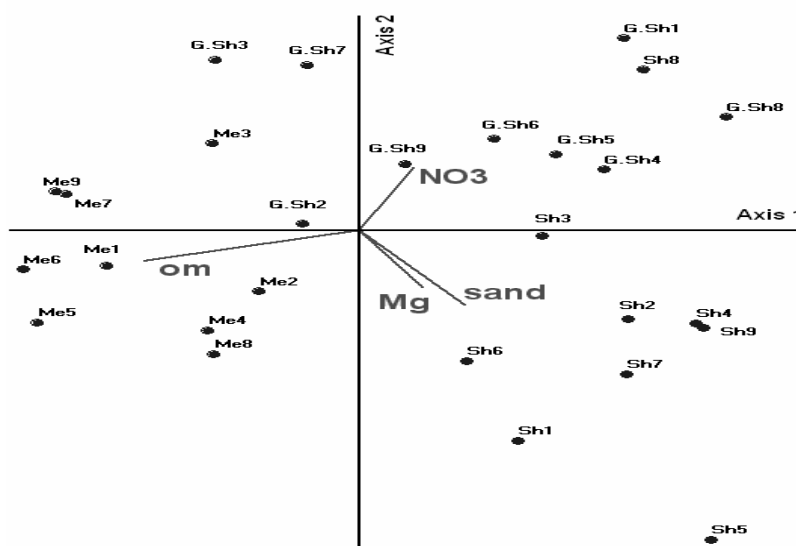 Axis 2
G.Sh3
G.Sh7
G.Sh1
Sh8
G.Sh8
Me3
G.Sh6
G.Sh5
G.Sh9
G.Sh4
NO3
Me9
Me7
G.Sh2
Sh3
Axis 1
Me1
Me6
om
Me2
Mg
sand
Me5
Me4
Me8
Sh2
Sh4
Sh9
Sh6
Sh7
Sh1
Sh5